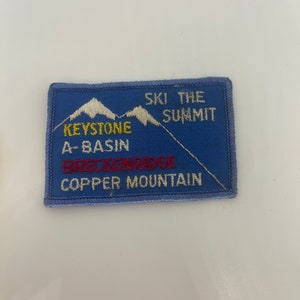 SKI THE
SUMMIT
KEYSTONE
A-BASIN
BRECKENRIDGE
COPPER MOUNTAIN